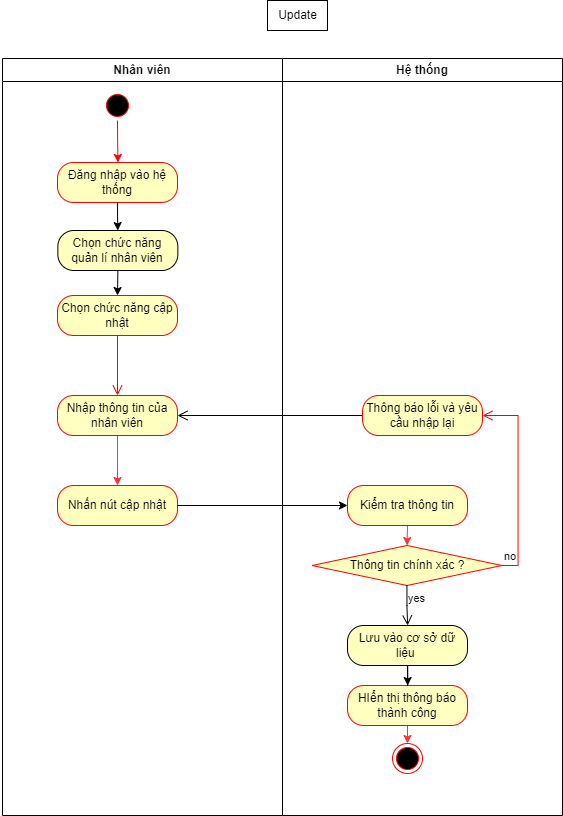 Update
Nhân viên
Hệ thống
Đăng nhập vào hệ
thống
Chọn chức năng
quản lí nhân viên
Chọn chức năng cập
nhật
Nhập thông tin của
nhân viên
Thông báo lỗi và yêu
cầu nhập lại
Nhấn nút cập nhật
Kiểm tra thông tin
Thông tin chính xác ?
no
yes
Lưu vào cơ sở dữ
liệu
HIển thị thông báo
thành công